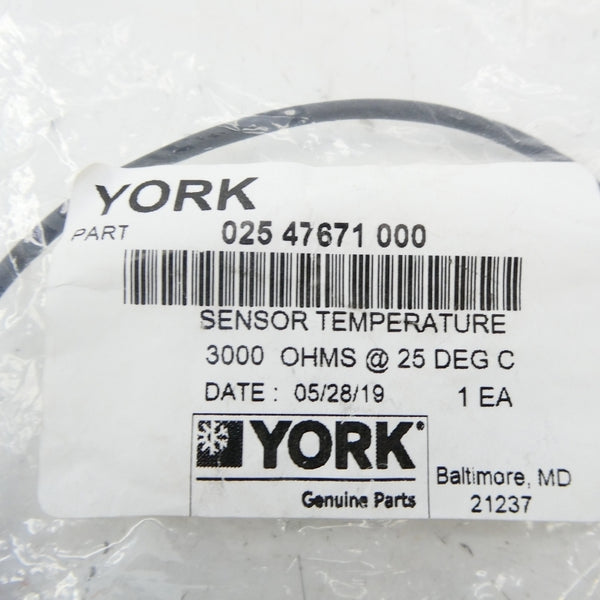 YORK
PART 025 47671 000
SENSOR TEMPERATURE
3000 OHMS @ 25 DEG C
DATE : 05/28/19 1 EA
YORK®
Genuine Parts
Baltimore, MD
21237